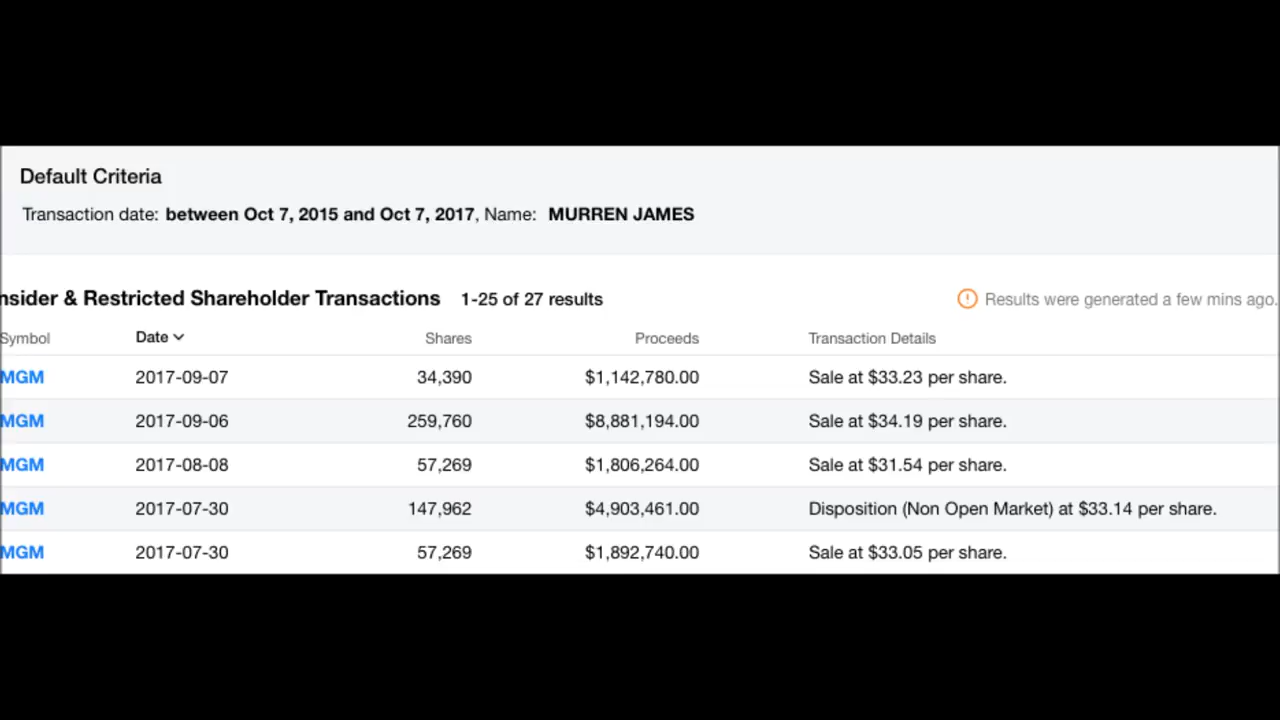 Default Criteria
Transaction date: between Oct 7, 2015 and Oct 7, 2017, Name: MURREN JAMES
nsider & Restricted Shareholder Transactions 1-25 of 27 results Results were generated a few mins ago.
Symbol Date Shares Proceeds Transaction Details
MGM 2017-09-07 34,390 $1,142,780.00 Sale at $33.23 per share.
MGM 2017-09-06 259,760 $8,881,194.00 Sale at $34.19 per share.
MGM 2017-08-08 57,269 $1,806,264.00 Sale at $31.54 per share.
MGM 2017-07-30 147,962 $4,903,461.00 Disposition (Non Open Market) at $33.14 per share.
MGM 2017-07-30 57,269 $1,892,740.00 Sale at $33.05 per share.